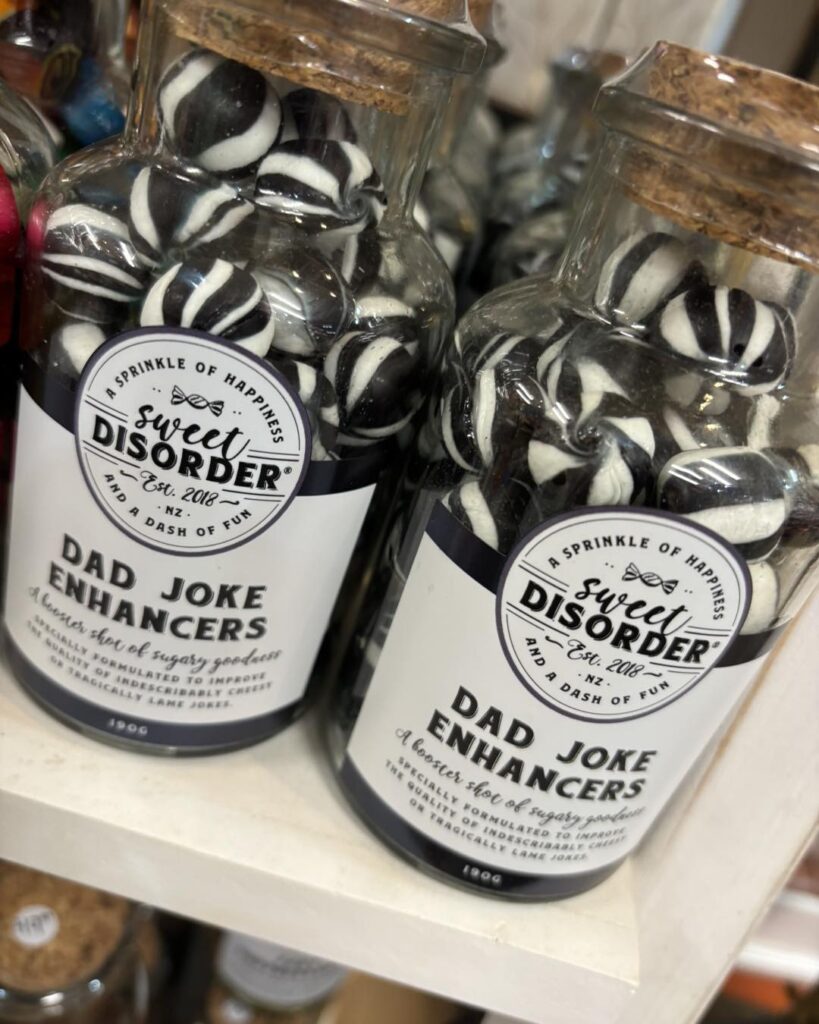 A SPRINKLE OF HAPPINESS
sweet
DISORDER®
Est. 2018
· NZ ·
AND A DASH OF FUN
DAD JOKE
ENHANCERS
A booster shot of sugary goodness
SPECIALLY FORMULATED TO IMPROVE
THE QUALITY OF INDESCRIBABLY CHEESY
OR TRAGICALLY LAME JOKES.
190G
A SPRINKLE OF HAPPINESS
sweet
DISORDER®
Est. 2018
· NZ ·
AND A DASH OF FUN
DAD JOKE
ENHANCERS
A booster shot of sugary goodness
SPECIALLY FORMULATED TO IMPROVE
THE QUALITY OF INDESCRIBABLY CHEESY
OR TRAGICALLY LAME JOKES.
190G